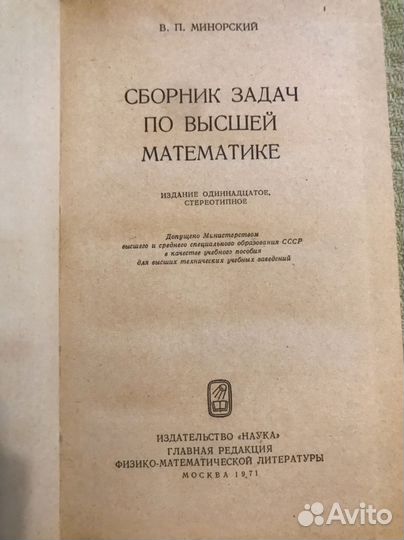 В. П. МИНОРСКИЙ
СБОРНИК ЗАДАЧ
ПО ВЫСШЕЙ
МАТЕМАТИКЕ
ИЗДАНИЕ ОДИННАДЦАТОЕ,
СТЕРЕОТИПНОЕ
Допущено Министерством
высшего и среднего специального образования СССР
в качестве учебного пособия
для высших технических учебных заведений
ИЗДАТЕЛЬСТВО «НАУКА»
ГЛАВНАЯ РЕДАКЦИЯ
ФИЗИКО-МАТЕМАТИЧЕСКОЙ ЛИТЕРАТУРЫ
МОСКВА 1971
Avito